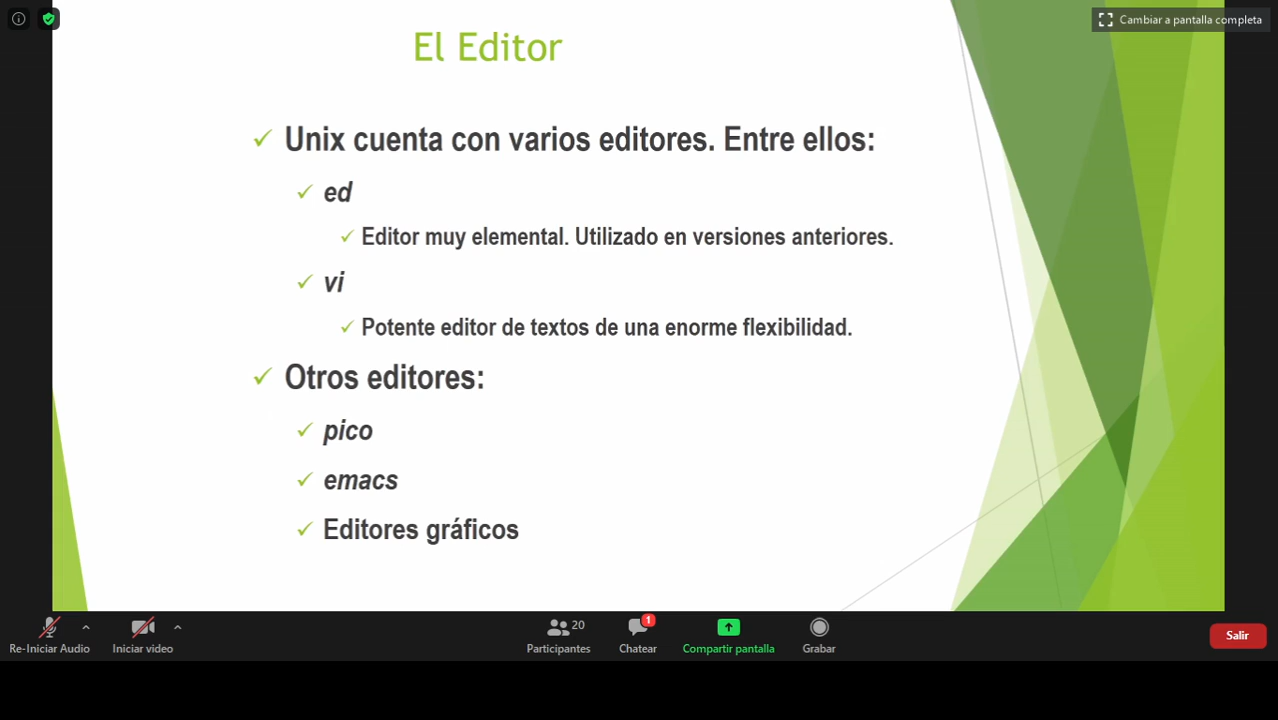 Cambiar a pantalla completa
El Editor
Unix cuenta con varios editores. Entre ellos:
ed
Editor muy elemental. Utilizado en versiones anteriores.
vi
Potente editor de textos de una enorme flexibilidad.
Otros editores:
pico
emacs
Editores gráficos
20
1
Re-Iniciar Audio
Iniciar video
Participantes
Chatear
Compartir pantalla
Grabar
Salir